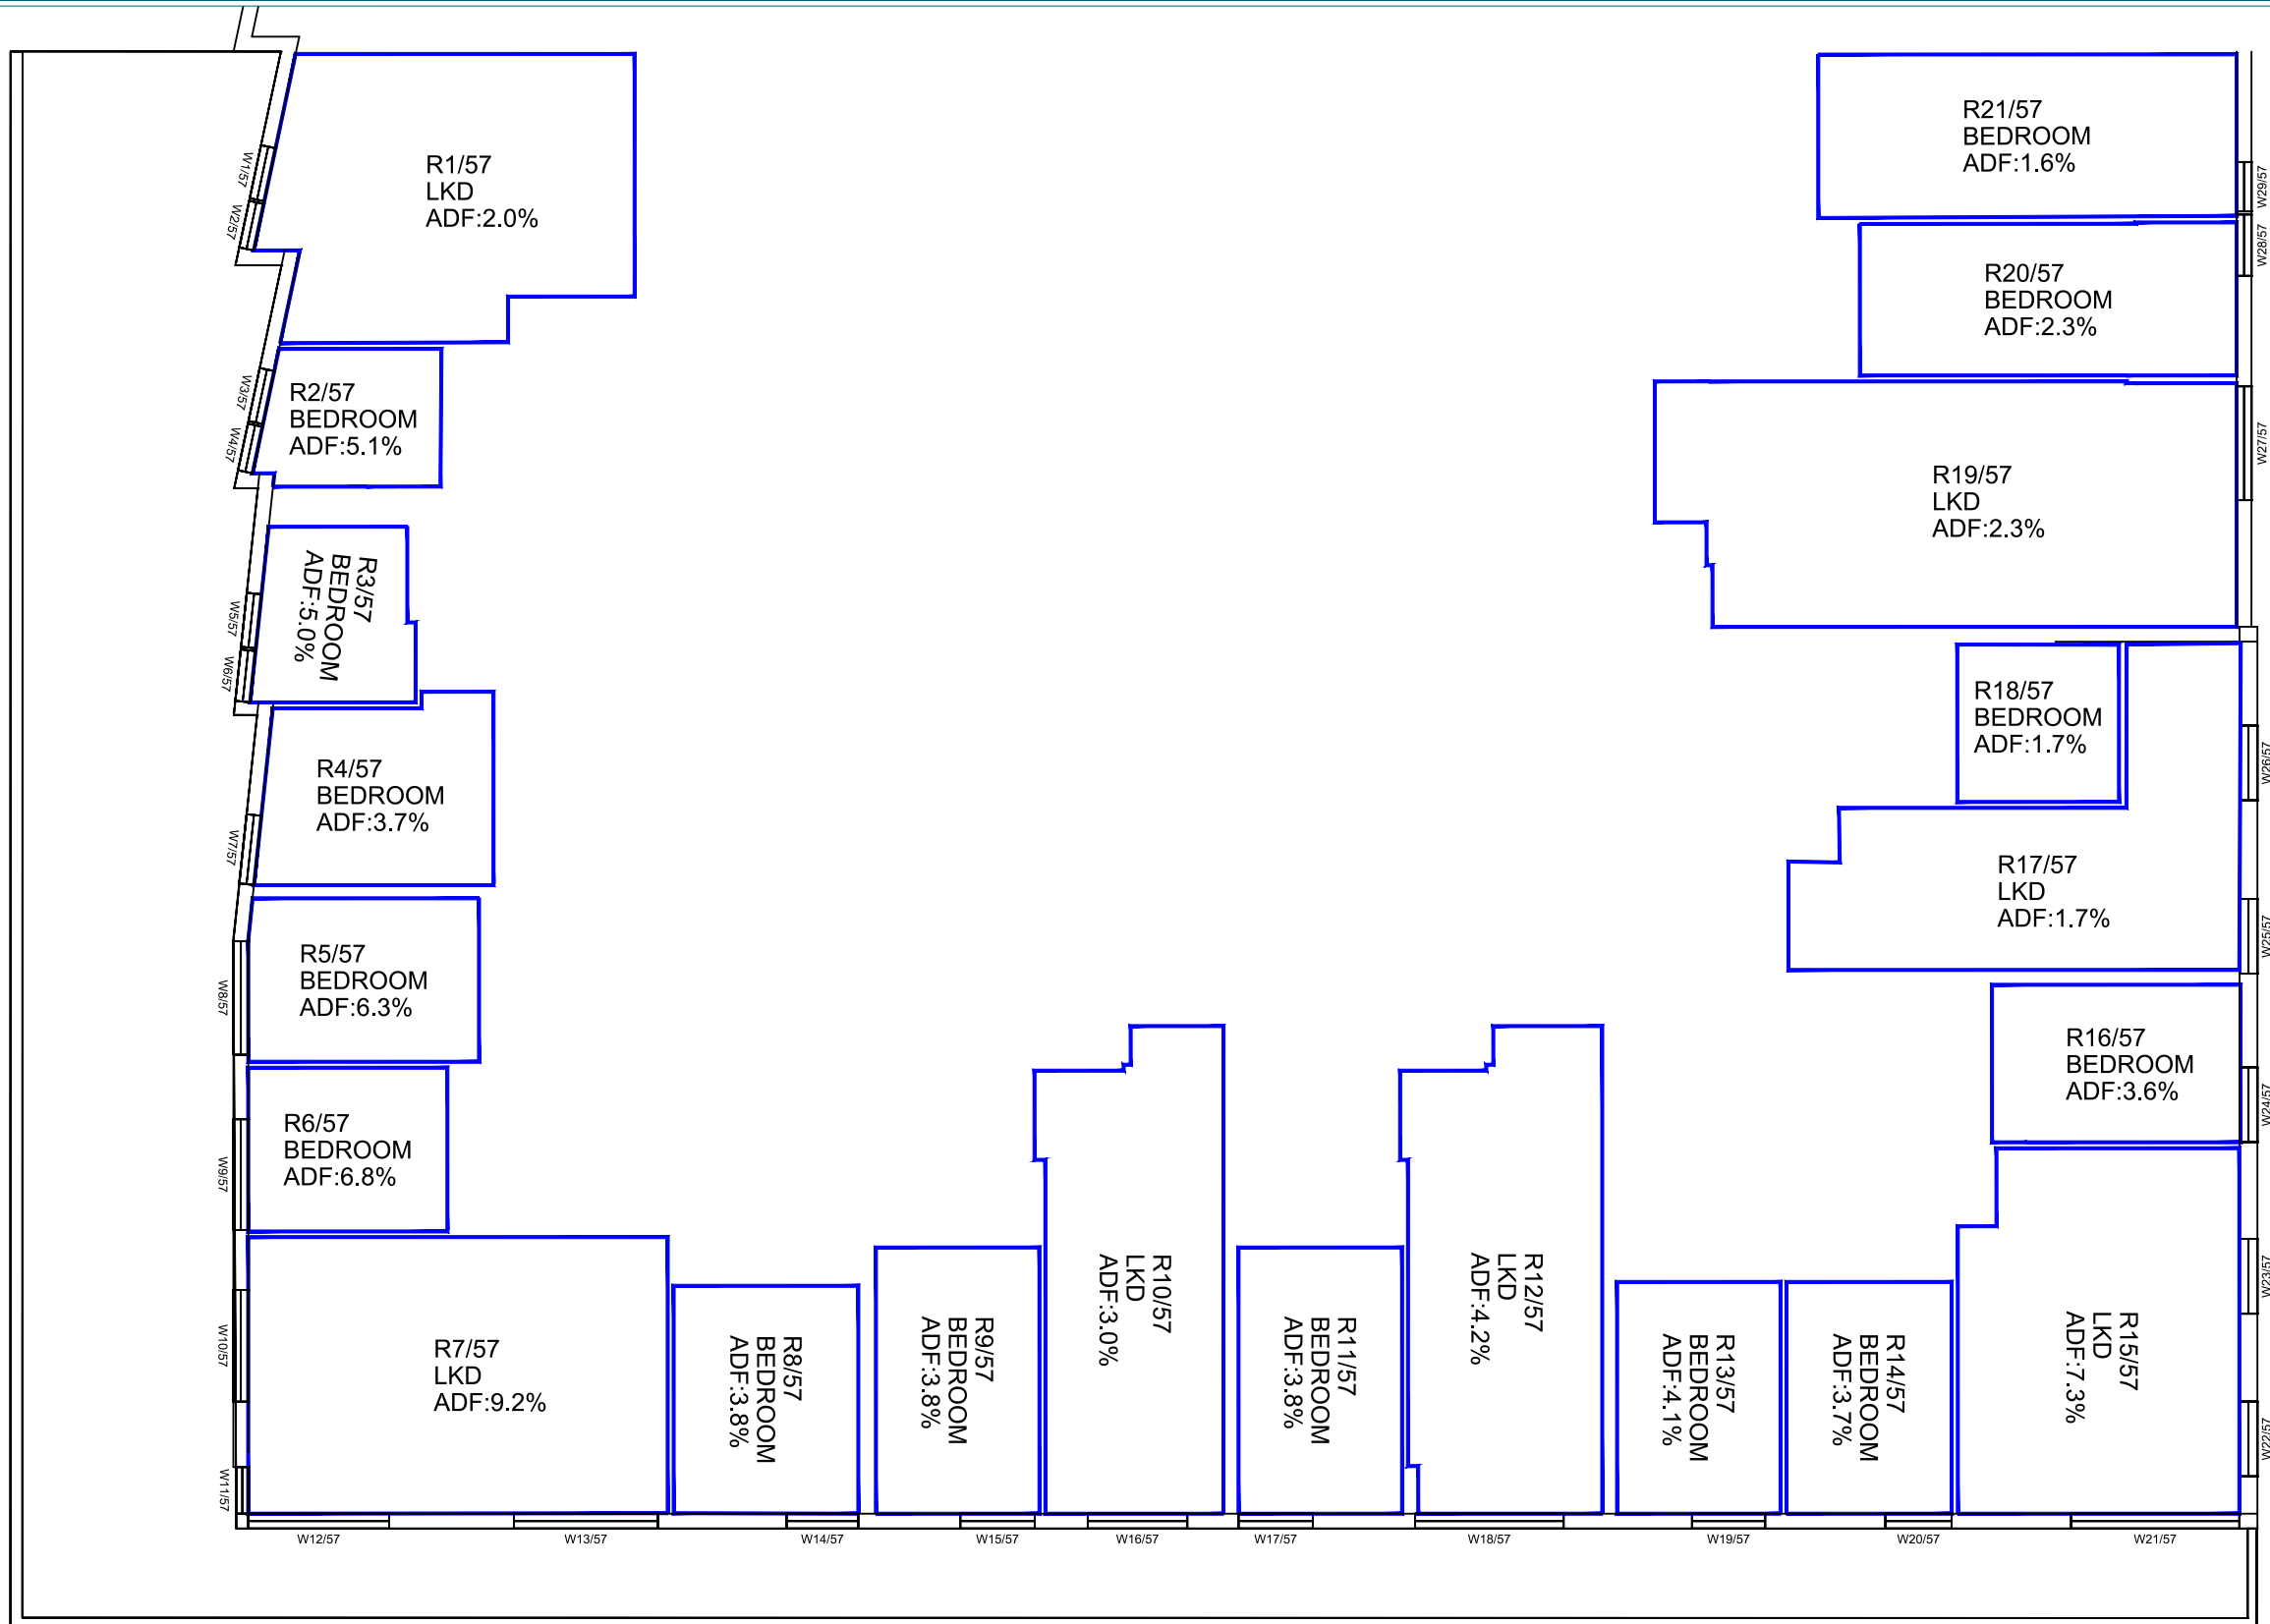 R1/57
LKD
ADF:2.0%
R2/57
BEDROOM
ADF:5.1%
R3/57
BEDROOM
ADF:5.0%
R4/57
BEDROOM
ADF:3.7%
R5/57
BEDROOM
ADF:6.3%
R6/57
BEDROOM
ADF:6.8%
R7/57
LKD
ADF:9.2%
R8/57
BEDROOM
ADF:3.8%
R9/57
BEDROOM
ADF:3.8%
R10/57
LKD
ADF:3.0%
R11/57
BEDROOM
ADF:3.8%
R12/57
LKD
ADF:4.2%
R13/57
BEDROOM
ADF:4.1%
R14/57
BEDROOM
ADF:3.7%
R15/57
LKD
ADF:7.3%
R16/57
BEDROOM
ADF:3.6%
R17/57
LKD
ADF:1.7%
R18/57
BEDROOM
ADF:1.7%
R19/57
LKD
ADF:2.3%
R20/57
BEDROOM
ADF:2.3%
R21/57
BEDROOM
ADF:1.6%
W1/57
W2/57
W3/57
W4/57
W5/57
W6/57
W7/57
W8/57
W9/57
W10/57
W11/57
W12/57
W13/57
W14/57
W15/57
W16/57
W17/57
W18/57
W19/57
W20/57
W21/57
W22/57
W23/57
W24/57
W25/57
W26/57
W27/57
W28/57
W29/57